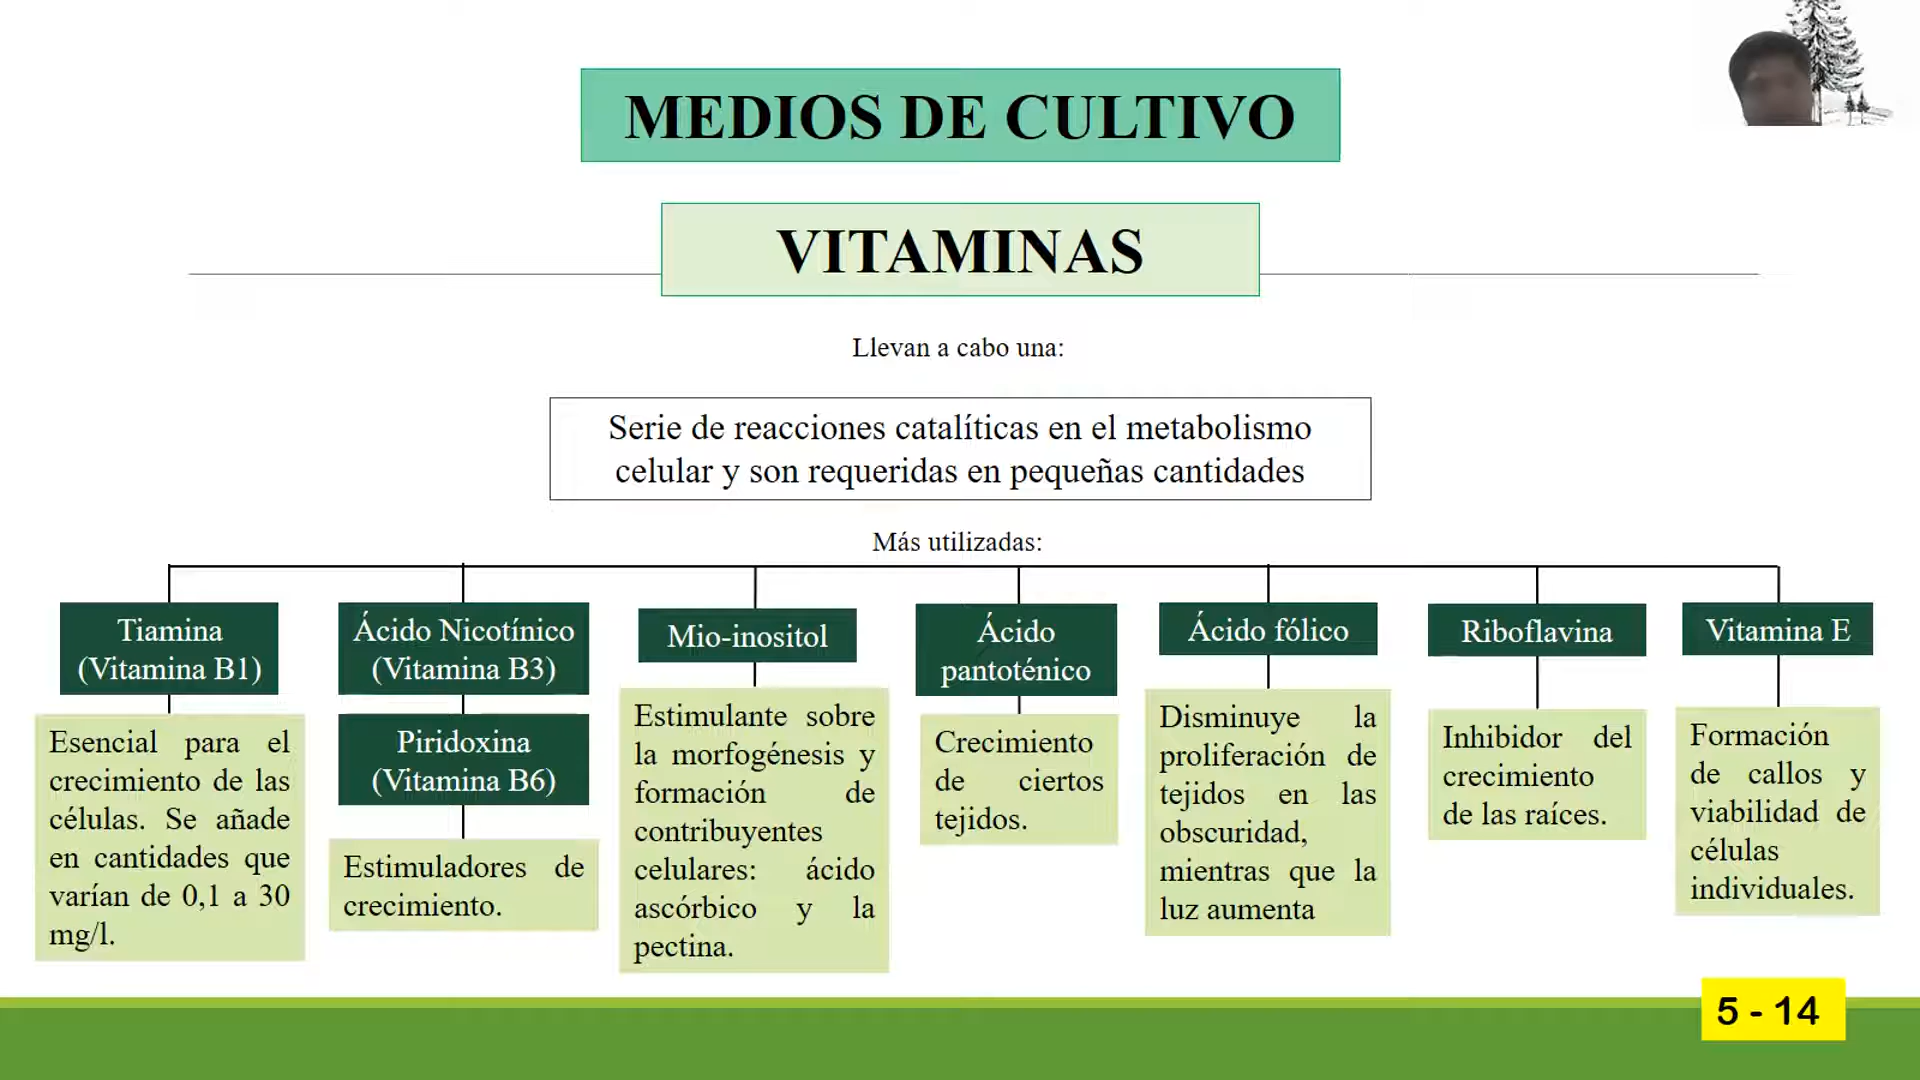 MEDIOS DE CULTIVO
VITAMINAS
Llevan a cabo una:
Serie de reacciones catalíticas en el metabolismo
celular y son requeridas en pequeñas cantidades
Más utilizadas:
Tiamina
(Vitamina B1)
Esencial para el
crecimiento de las
células. Se añade
en cantidades que
varían de 0,1 a 30
mg/l.
Ácido Nicotínico
(Vitamina B3)
Piridoxina
(Vitamina B6)
Estimuladores de
crecimiento.
Mio-inositol
Estimulante sobre
la morfogénesis y
formación de
contribuyentes
celulares: ácido
ascórbico y la
pectina.
Ácido
pantoténico
Crecimiento
de ciertos
tejidos.
Ácido fólico
Disminuye la
proliferación de
tejidos en las
obscuridad,
mientras que la
luz aumenta
Riboflavina
Inhibidor del
crecimiento
de las raíces.
Vitamina E
Formación
de callos y
viabilidad de
células
individuales.
5 - 14